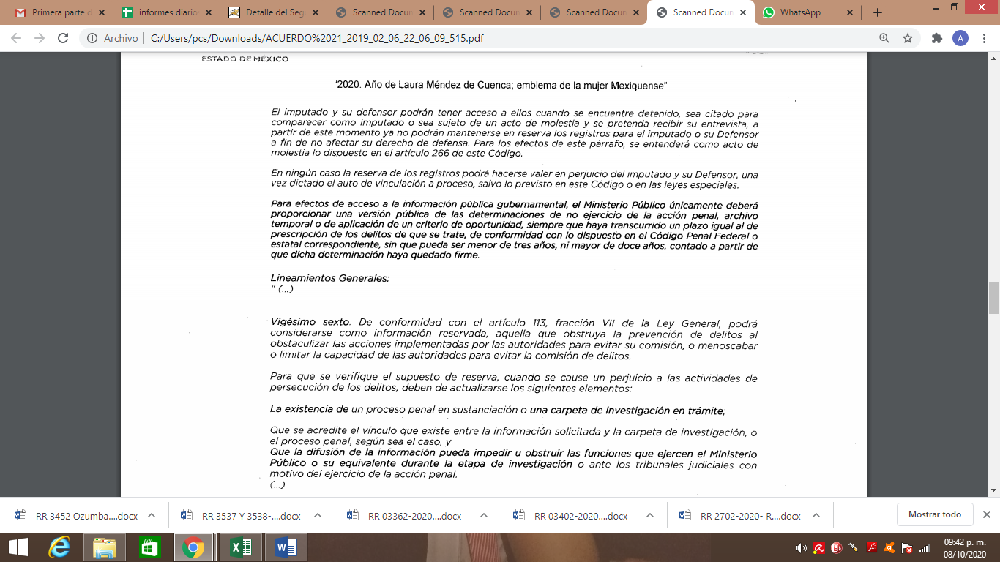 Primera parte d
informes diario
Detalle del Seg
Scanned Docum
Scanned Docum
Scanned Docum
Scanned Docum
WhatsApp
Archivo
C:/Users/pcs/Downloads/ACUERDO%2021_2019_02_06_22_06_09_515.pdf
A
ESTADO DE MÉXICO
"2020. Año de Laura Méndez de Cuenca; emblema de la mujer Mexiquense"
El imputado y su defensor podrán tener acceso a ellos cuando se encuentre detenido, sea citado para
comparecer como imputado o sea sujeto de un acto de molestia y se pretenda recibir su entrevista, a
partir de este momento ya no podrán mantenerse en reserva los registros para el imputado o su Defensor
a fin de no afectar su derecho de defensa. Para los efectos de este párrafo, se entenderá como acto de
molestia lo dispuesto en el artículo 266 de este Código.
En ningún caso la reserva de los registros podrá hacerse valer en perjuicio del imputado y su Defensor, una
vez dictado el auto de vinculación a proceso, salvo lo previsto en este Código o en las leyes especiales.
Para efectos de acceso a la información pública gubernamental, el Ministerio Público únicamente deberá
proporcionar una versión pública de las determinaciones de no ejercicio de la acción penal, archivo
temporal o de aplicación de un criterio de oportunidad, siempre que haya transcurrido un plazo igual al de
prescripción de los delitos de que se trate, de conformidad con lo dispuesto en el Código Penal Federal o
estatal correspondiente, sin que pueda ser menor de tres años, ni mayor de doce años, contado a partir de
que dicha determinación haya quedado firme.
Lineamientos Generales:
" (...)
Vigésimo sexto. De conformidad con el artículo 113, fracción VII de la Ley General, podrá
considerarse como información reservada, aquella que obstruya la prevención de delitos al
obstaculizar las acciones implementadas por las autoridades para evitar su comisión, o menoscabar
o limitar la capacidad de las autoridades para evitar la comisión de delitos.
Para que se verifique el supuesto de reserva, cuando se cause un perjuicio a las actividades de
persecución de los delitos, deben de actualizarse los siguientes elementos:
La existencia de un proceso penal en sustanciación o una carpeta de investigación en trámite;
Que se acredite el vínculo que existe entre la información solicitada y la carpeta de investigación, o
el proceso penal, según sea el caso, y
Que la difusión de la información pueda impedir u obstruir las funciones que ejercen el Ministerio
Público o su equivalente durante la etapa de investigación o ante los tribunales judiciales con
motivo del ejercicio de la acción penal.
(...)
RR 3452 Ozumba....docx
RR 3537 Y 3538-....docx
RR 03362-2020....docx
RR 03402-2020....docx
RR 2702-2020- R....docx
Mostrar todo
09:42 p. m.
08/10/2020